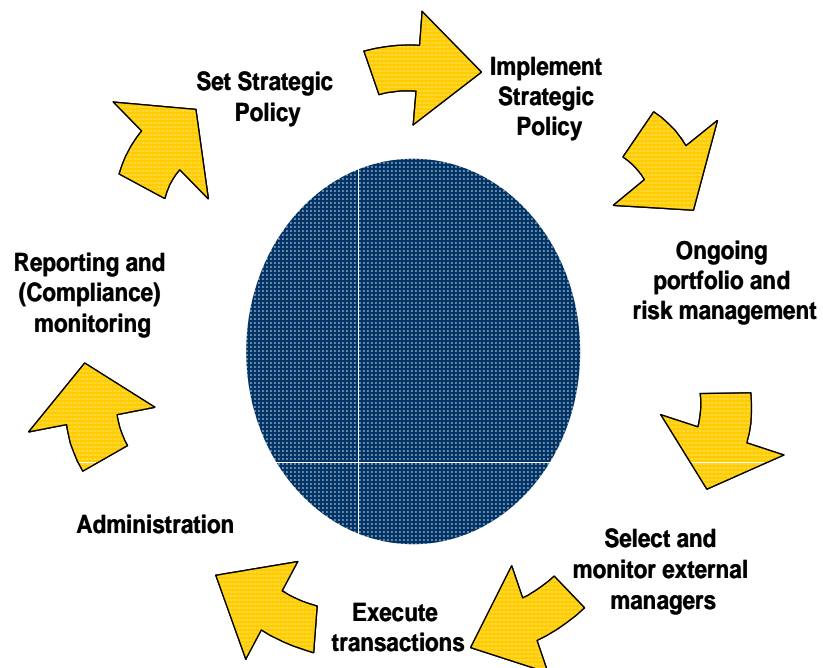 Set Strategic
Policy
Implement
Strategic
Policy
Ongoing
portfolio and
risk management
Select and
monitor external
managers
Execute
transactions
Administration
Reporting and
(Compliance)
monitoring